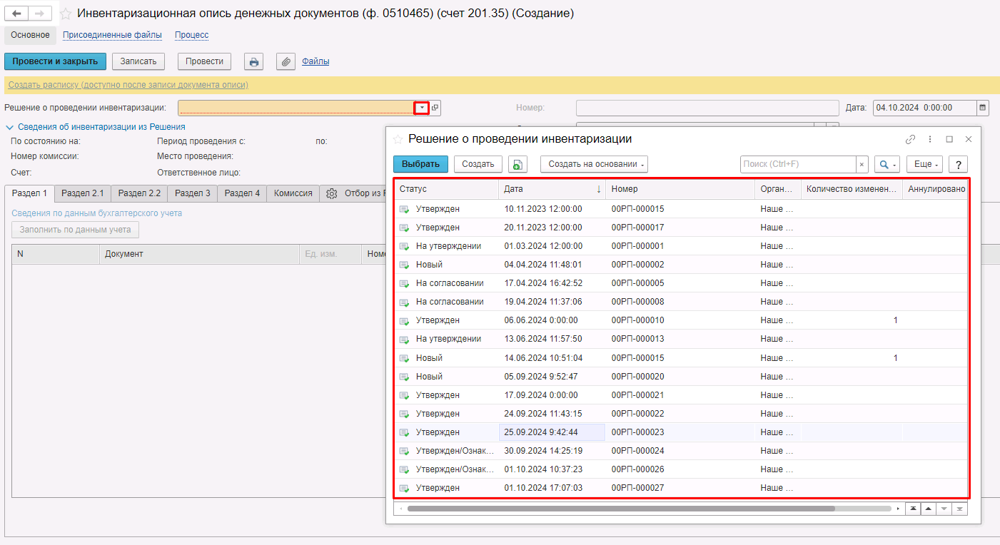 Инвентаризационная опись денежных документов (ф. 0510465) (счет 201.35) (Создание)
Основное Присоединенные файлы Процесс
Провести и закрыть Записать Провести Файлы
Создать расписку (доступно после записи документа описи)
Решение о проведении инвентаризации: Номер: Дата: 04.10.2024 0:00:00
Сведения об инвентаризации из Решения
По состоянию на: Период проведения с: по:
Номер комиссии: Место проведения:
Счет: Ответственное лицо:
Раздел 1 Раздел 2.1 Раздел 2.2 Раздел 3 Раздел 4 Комиссия Отбор из
Сведения по данным бухгалтерского учета
Заполнить по данным учета
N Документ Ед. изм. Номе
Решение о проведении инвентаризации
Выбрать Создать Создать на основании Поиск (Ctrl+F) × Еще ?
Статус Дата ↓ Номер Орган... Количество изменен... Аннулировано
Утвержден 10.11.2023 12:00:00 00РП-000015 Наше ...
Утвержден 20.11.2023 12:00:00 00РП-000017 Наше ...
На утверждении 01.03.2024 12:00:00 00РП-000001 Наше ...
Новый 04.04.2024 11:48:01 00РП-000002 Наше ...
На согласовании 17.04.2024 16:42:52 00РП-000005 Наше ...
На согласовании 19.04.2024 11:37:06 00РП-000008 Наше ...
Утвержден 06.06.2024 0:00:00 00РП-000010 Наше ... 1
На утверждении 13.06.2024 11:57:50 00РП-000013 Наше ...
Новый 14.06.2024 10:51:04 00РП-000015 Наше ... 1
Новый 05.09.2024 9:52:47 00РП-000020 Наше ...
Утвержден 17.09.2024 0:00:00 00РП-000021 Наше ...
Утвержден 24.09.2024 11:43:15 00РП-000022 Наше ...
Утвержден 25.09.2024 9:42:44 00РП-000023 Наше ...
Утвержден/Ознак... 30.09.2024 14:25:19 00РП-000024 Наше ...
Утвержден/Ознак... 01.10.2024 10:37:23 00РП-000026 Наше ...
Утвержден 01.10.2024 17:07:03 00РП-000027 Наше ...